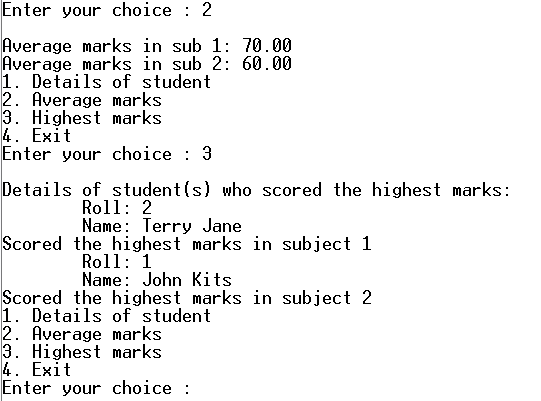 Enter your choice : 2
Average marks in sub 1: 70.00
Average marks in sub 2: 60.00
1. Details of student
2. Average marks
3. Highest marks
4. Exit
Enter your choice : 3
Details of student(s) who scored the highest marks:
Roll: 2
Name: Terry Jane
Scored the highest marks in subject 1
Roll: 1
Name: John Kits
Scored the highest marks in subject 2
1. Details of student
2. Average marks
3. Highest marks
4. Exit
Enter your choice :